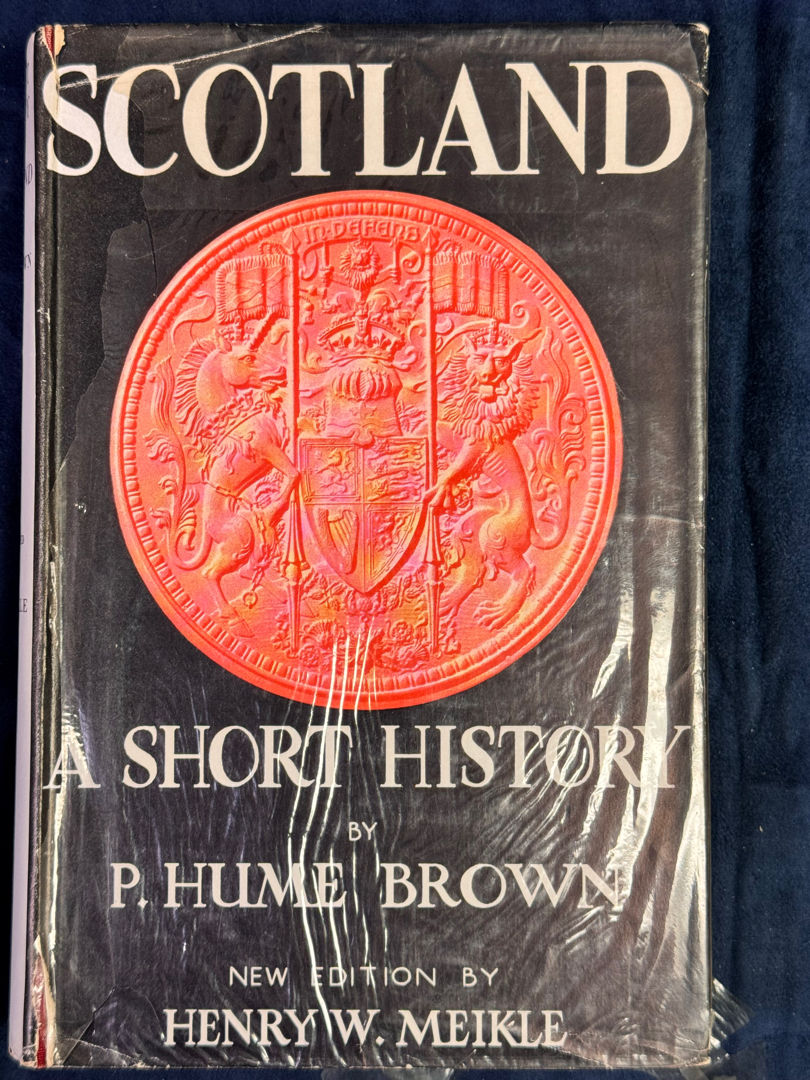 SCOTLAND
IN·DEFENS
A SHORT HISTORY
BY
P. HUME BROWN
NEW EDITION BY
HENRY W. MEIKLE